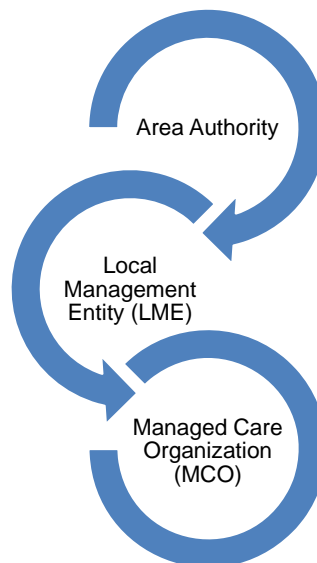 Area Authority
Local
Management
Entity (LME)
Managed Care
Organization
(MCO)